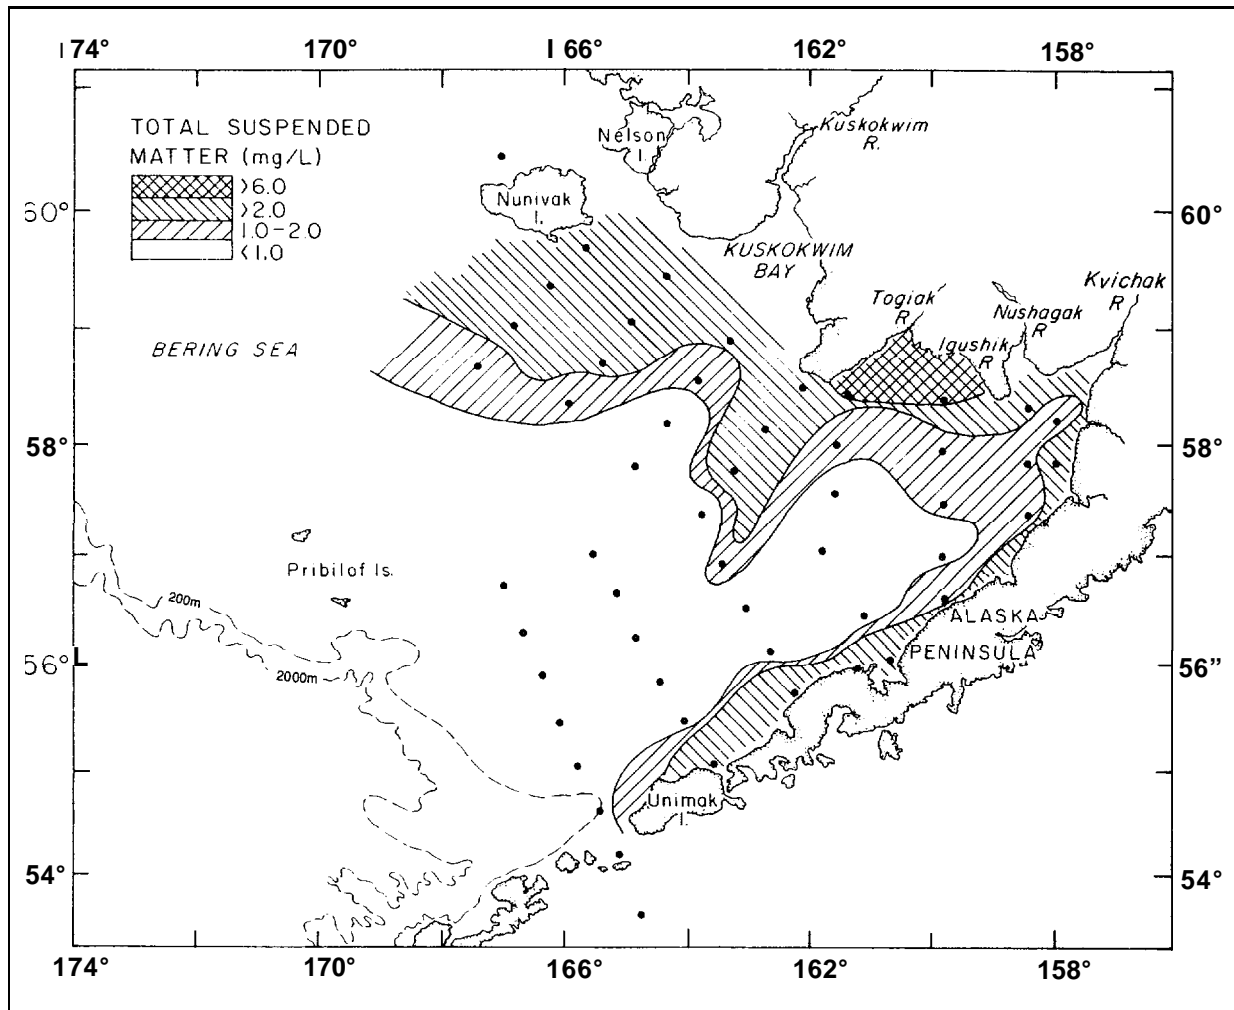 174° 170° 166° 162° 158°
TOTAL SUSPENDED
MATTER (mg/L)
>6.0
>2.0
1.0-2.0
<1.0
Nelson
I.
Kuskokwim
R.
Nunivak
I.
60° 60°
KUSKOKWIM
BAY
Kvichak
R
Togiak
R
Nushagak
R
Igushik
R
BERING SEA
58° 58°
Pribilof Is.
200m
2000m
ALASKA
PENINSULA
56° 56"
Unimak
I.
54° 54°
174° 170° 166° 162° 158°